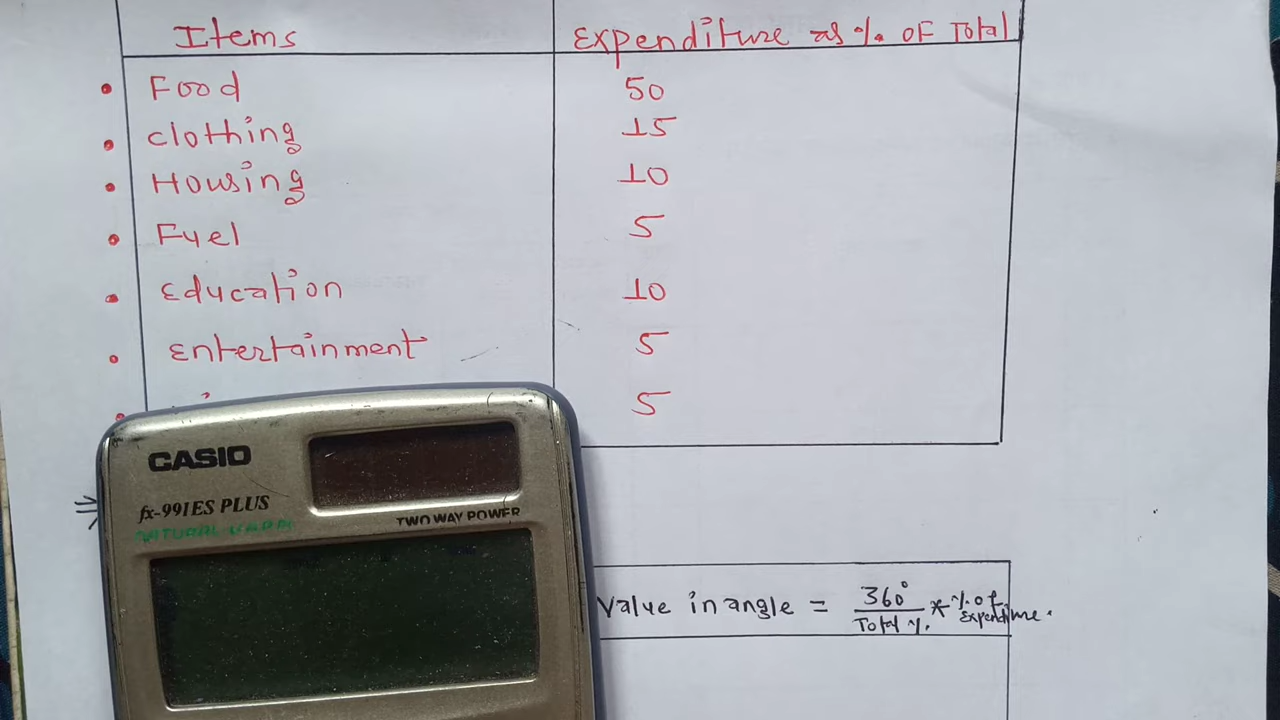 Items Expenditure as % OF Total
Food 50
clothing 15
Housing 10
Fuel 5
Education 10
Entertainment 5
5
CASIO
fx-991ES PLUS
TWO WAY POWER
Value in angle = 360° / Total % * % of Expenditure.